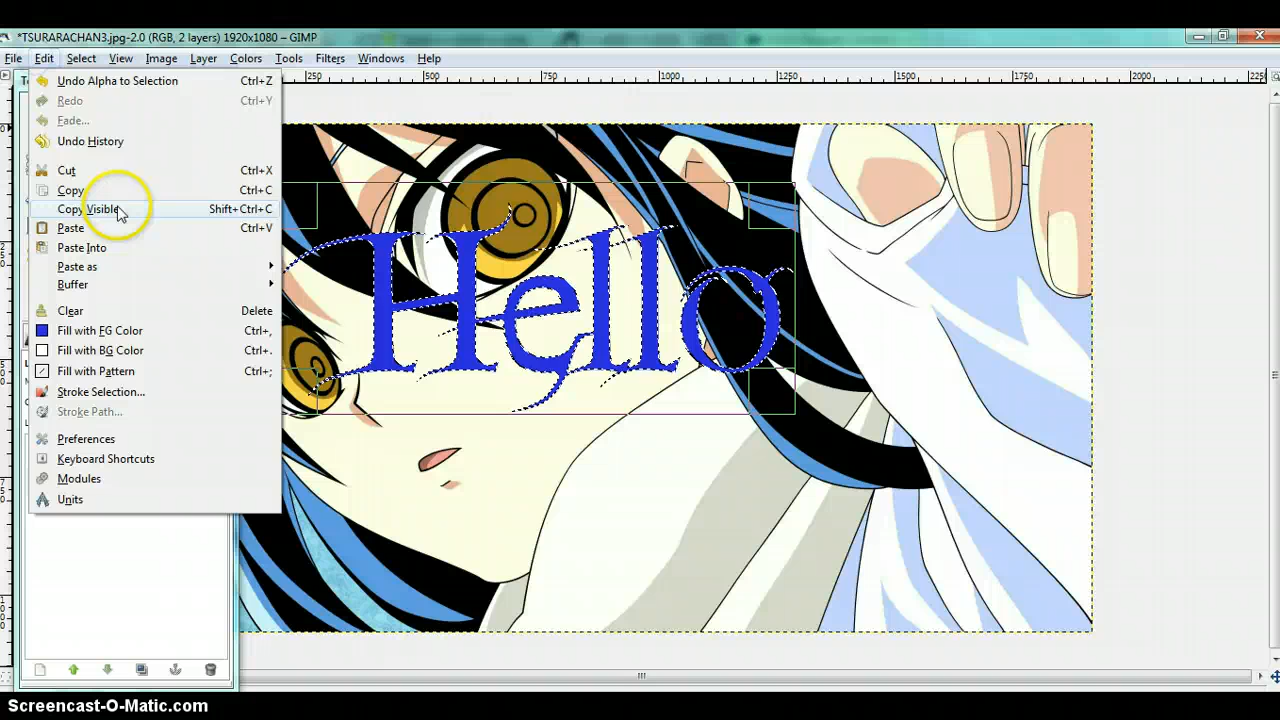 *TSURARACHAN3.jpg-2.0 (RGB, 2 layers) 1920x1080 – GIMP
File Edit Select View Image Layer Colors Tools Filters Windows Help
250 500 750 1000 1250 1500 1750 2000 2250
Undo Alpha to Selection Ctrl+Z
Redo Ctrl+Y
Fade...
Undo History
Cut Ctrl+X
Copy Ctrl+C
Copy Visible Shift+Ctrl+C
Paste Ctrl+V
Paste Into
Paste as
Buffer
Clear Delete
Fill with FG Color Ctrl+,
Fill with BG Color Ctrl+.
Fill with Pattern Ctrl+;
Stroke Selection...
Stroke Path...
Preferences
Keyboard Shortcuts
Modules
Units
Hello
Screencast-O-Matic.com